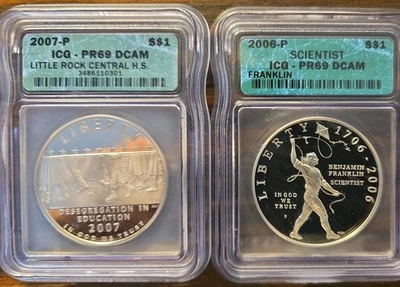 2007-P S$1
ICG - PR69 DCAM
LITTLE ROCK CENTRAL H.S.
3486110301
LIBERTY
DESEGREGATION IN
EDUCATION
2007
IN GOD WE TRUST
2006-P S$1
SCIENTIST
ICG - PR69 DCAM
FRANKLIN
LIBERTY 1706-2006
BENJAMIN
FRANKLIN
SCIENTIST
IN GOD
WE
TRUST
P